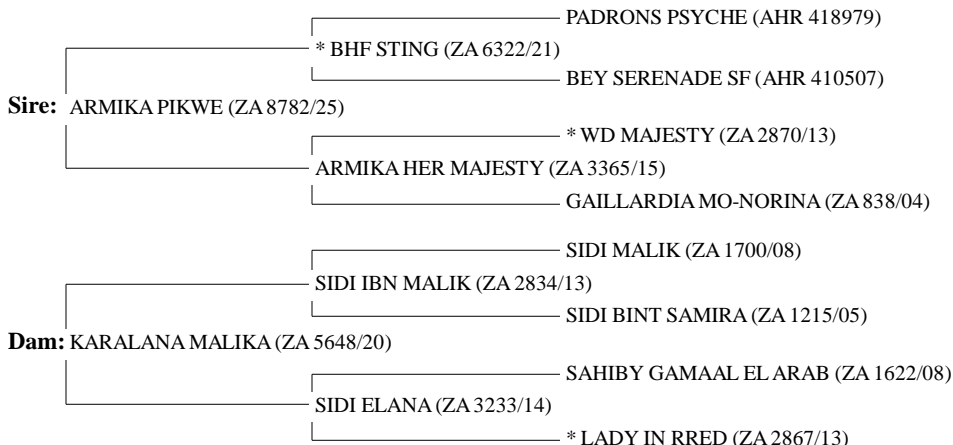 PADRONS PSYCHE (AHR 418979)
* BHF STING (ZA 6322/21)
BEY SERENADE SF (AHR 410507)
Sire: ARMIKA PIKWE (ZA 8782/25)
* WD MAJESTY (ZA 2870/13)
ARMIKA HER MAJESTY (ZA 3365/15)
GAILLARDIA MO-NORINA (ZA 838/04)
SIDI MALIK (ZA 1700/08)
SIDI IBN MALIK (ZA 2834/13)
SIDI BINT SAMIRA (ZA 1215/05)
Dam: KARALANA MALIKA (ZA 5648/20)
SAHIBY GAMAAL EL ARAB (ZA 1622/08)
SIDI ELANA (ZA 3233/14)
* LADY IN RRED (ZA 2867/13)